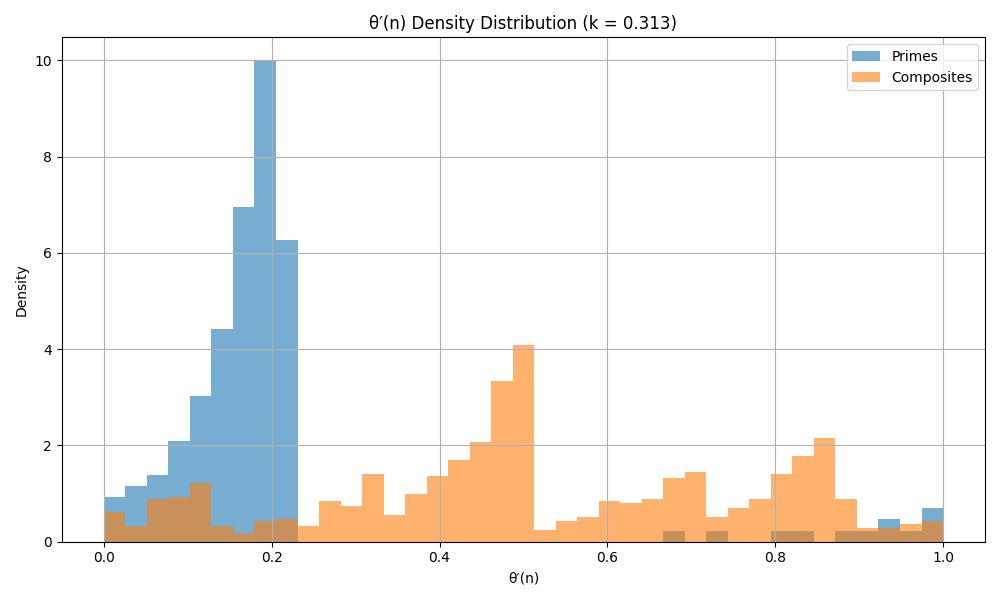 θ′(n) Density Distribution (k = 0.313)
Primes
Composites
10
8
6
4
2
0
Density
0.0 0.2 0.4 0.6 0.8 1.0
θ′(n)